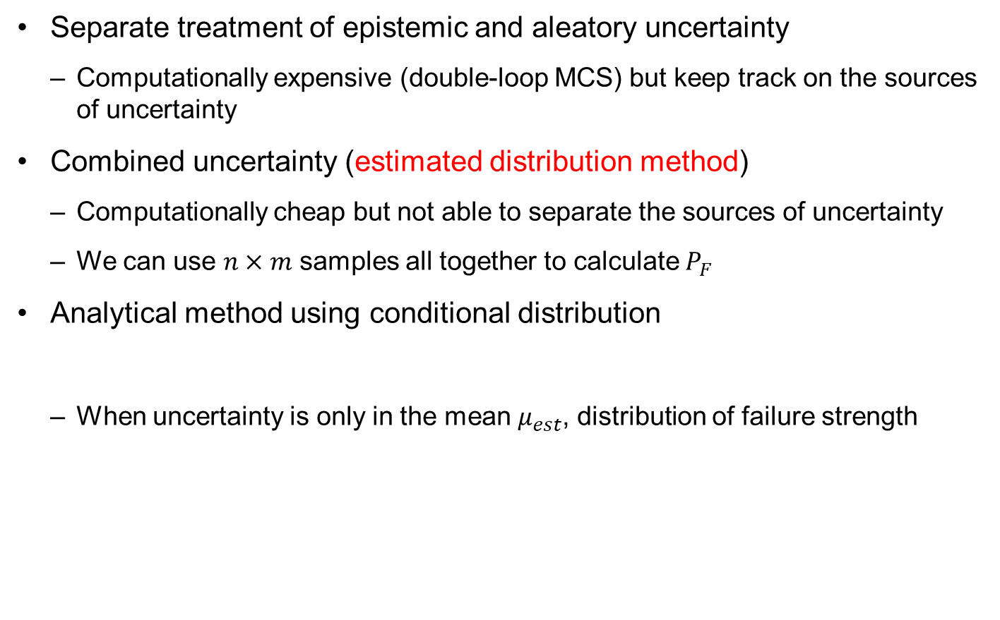 • Separate treatment of epistemic and aleatory uncertainty
– Computationally expensive (double-loop MCS) but keep track on the sources
of uncertainty
• Combined uncertainty (estimated distribution method)
– Computationally cheap but not able to separate the sources of uncertainty
– We can use n × m samples all together to calculate P_F
• Analytical method using conditional distribution
– When uncertainty is only in the mean μ_est, distribution of failure strength